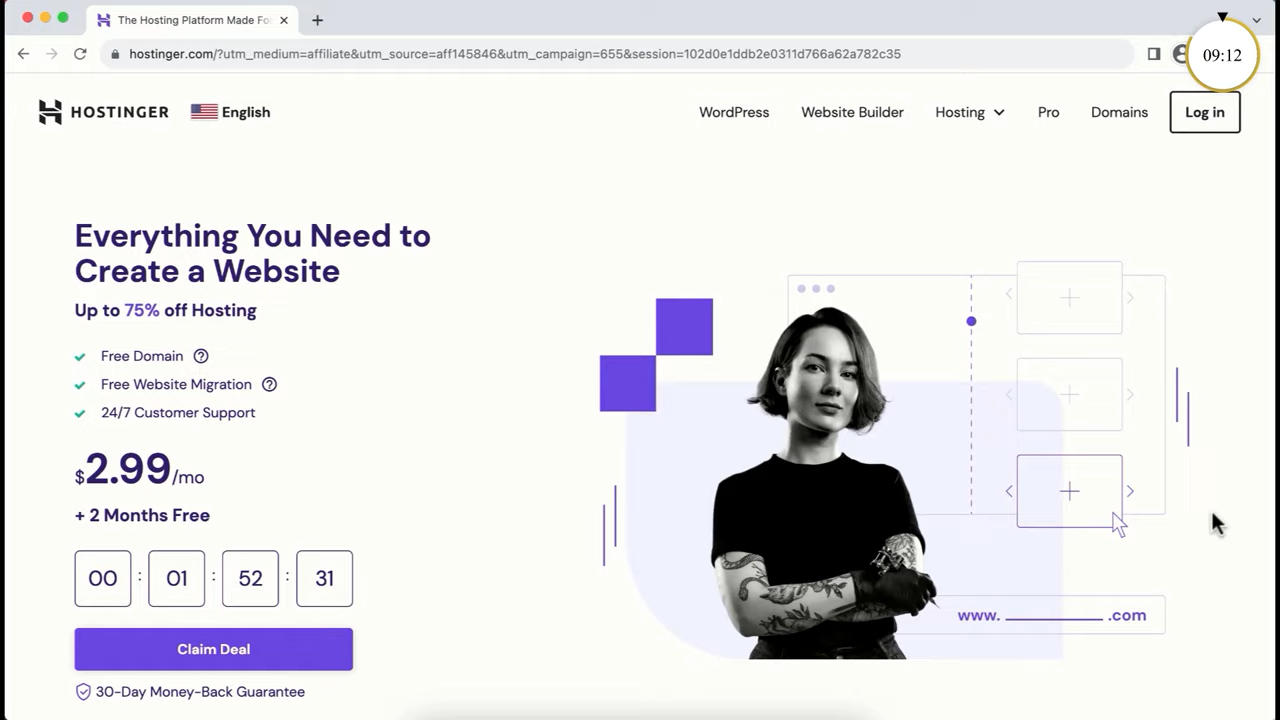 The Hosting Platform Made Fo
09:12
hostinger.com/?utm_medium=affiliate&utm_source=aff145846&utm_campaign=655&session=102d0e1ddb2e0311d766a62a782c35
HOSTINGER English WordPress Website Builder Hosting Pro Domains Log in
Everything You Need to
Create a Website
Up to 75% off Hosting
Free Domain
Free Website Migration
24/7 Customer Support
$2.99/mo
+ 2 Months Free
00 : 01 : 52 : 31
www. ________ .com
Claim Deal
30-Day Money-Back Guarantee